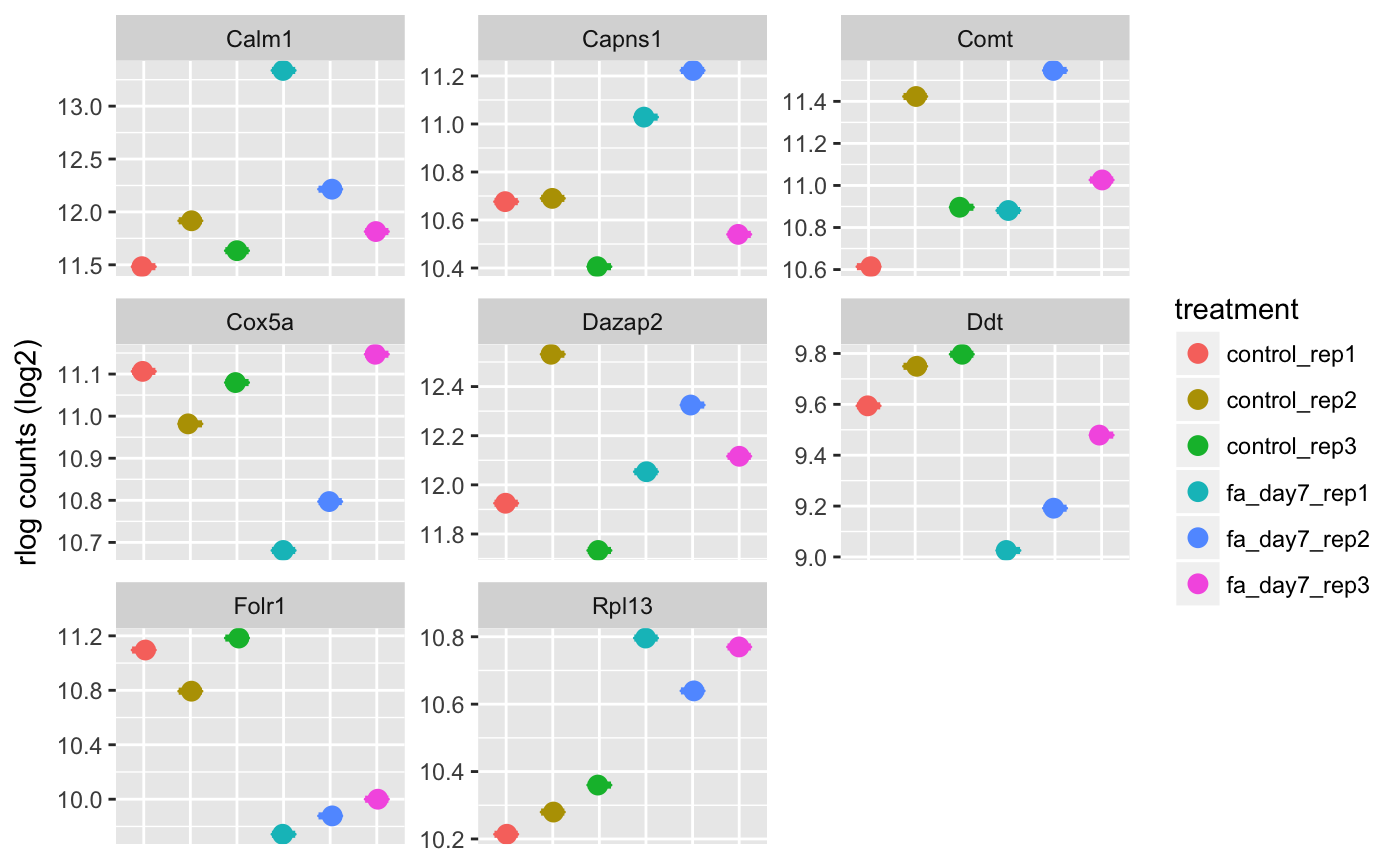 Calm1
Capns1
Comt
13.0
12.5
12.0
11.5
11.2
11.0
10.8
10.6
10.4
11.4
11.2
11.0
10.8
10.6
Cox5a
Dazap2
Ddt
11.1
11.0
10.9
10.8
10.7
12.4
12.2
12.0
11.8
9.8
9.6
9.4
9.2
9.0
Folr1
Rpl13
11.2
10.8
10.4
10.0
10.8
10.6
10.4
10.2
rlog counts (log2)
treatment
control_rep1
control_rep2
control_rep3
fa_day7_rep1
fa_day7_rep2
fa_day7_rep3